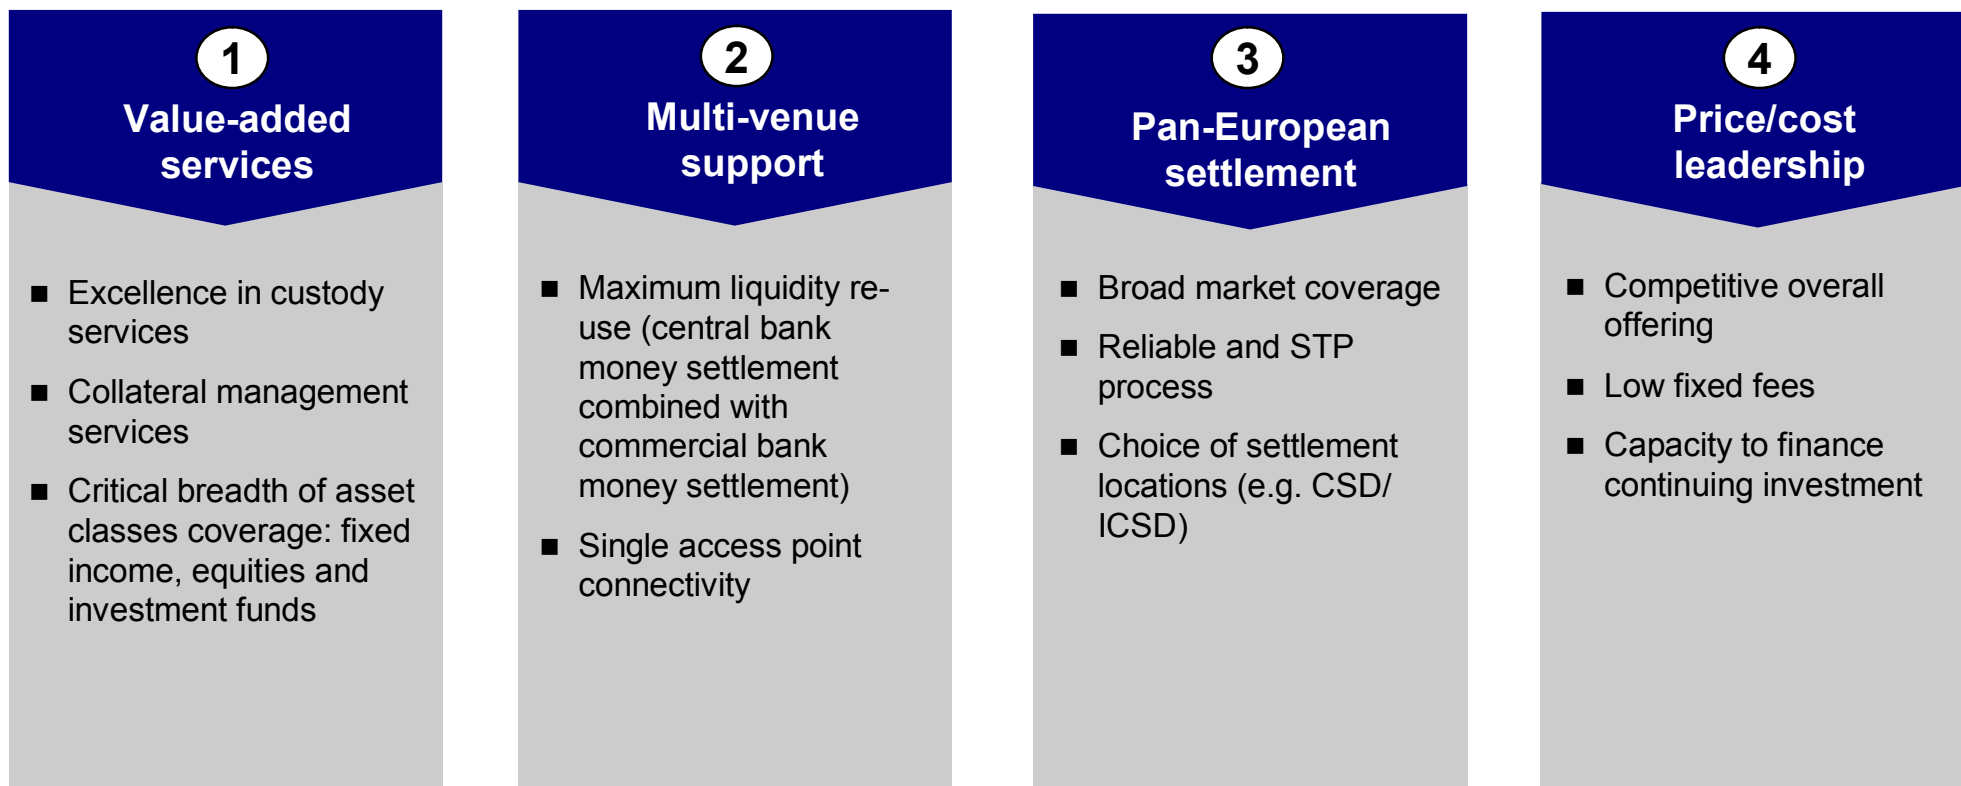 1
Value-added
services
■ Excellence in custody
services
■ Collateral management
services
■ Critical breadth of asset
classes coverage: fixed
income, equities and
investment funds
2
Multi-venue
support
■ Maximum liquidity re-
use (central bank
money settlement
combined with
commercial bank
money settlement)
■ Single access point
connectivity
3
Pan-European
settlement
■ Broad market coverage
■ Reliable and STP
process
■ Choice of settlement
locations (e.g. CSD/
ICSD)
4
Price/cost
leadership
■ Competitive overall
offering
■ Low fixed fees
■ Capacity to finance
continuing investment